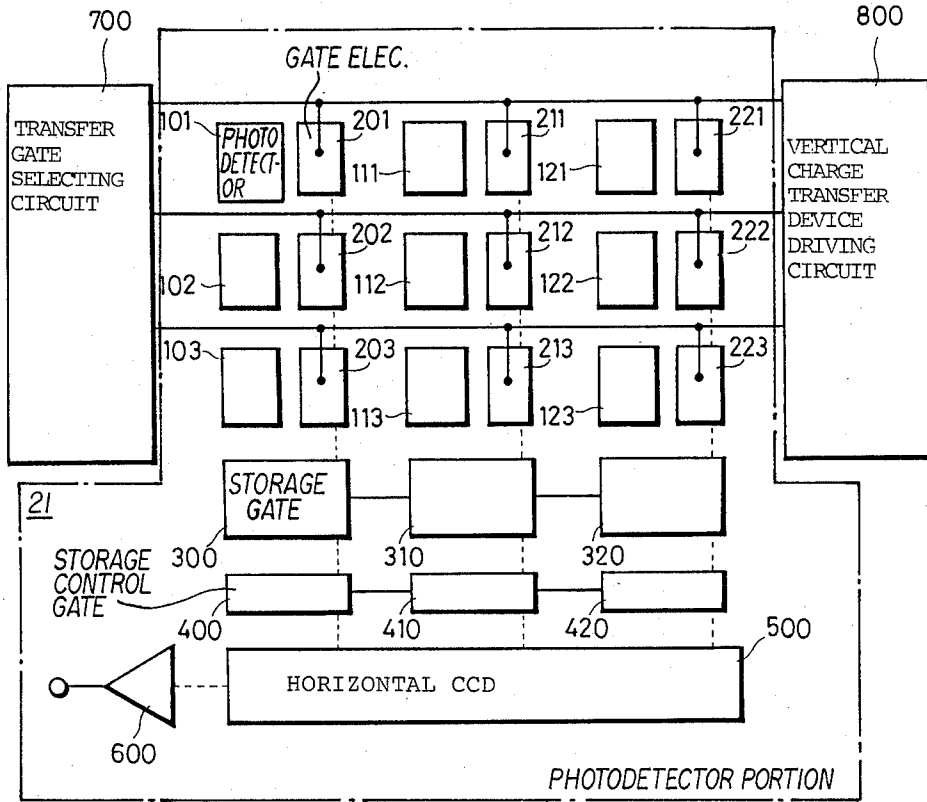 700
800
GATE ELEC.
TRANSFER
GATE
SELECTING
CIRCUIT
101
PHOTO
DETECT-
OR
201
111
211
121
221
VERTICAL
CHARGE
TRANSFER
DEVICE
DRIVING
CIRCUIT
102
202
112
212
122
222
103
203
113
213
123
223
21
STORAGE
GATE
300
310
320
STORAGE
CONTROL
GATE
400
410
420
500
HORIZONTAL CCD
600
PHOTODETECTOR PORTION